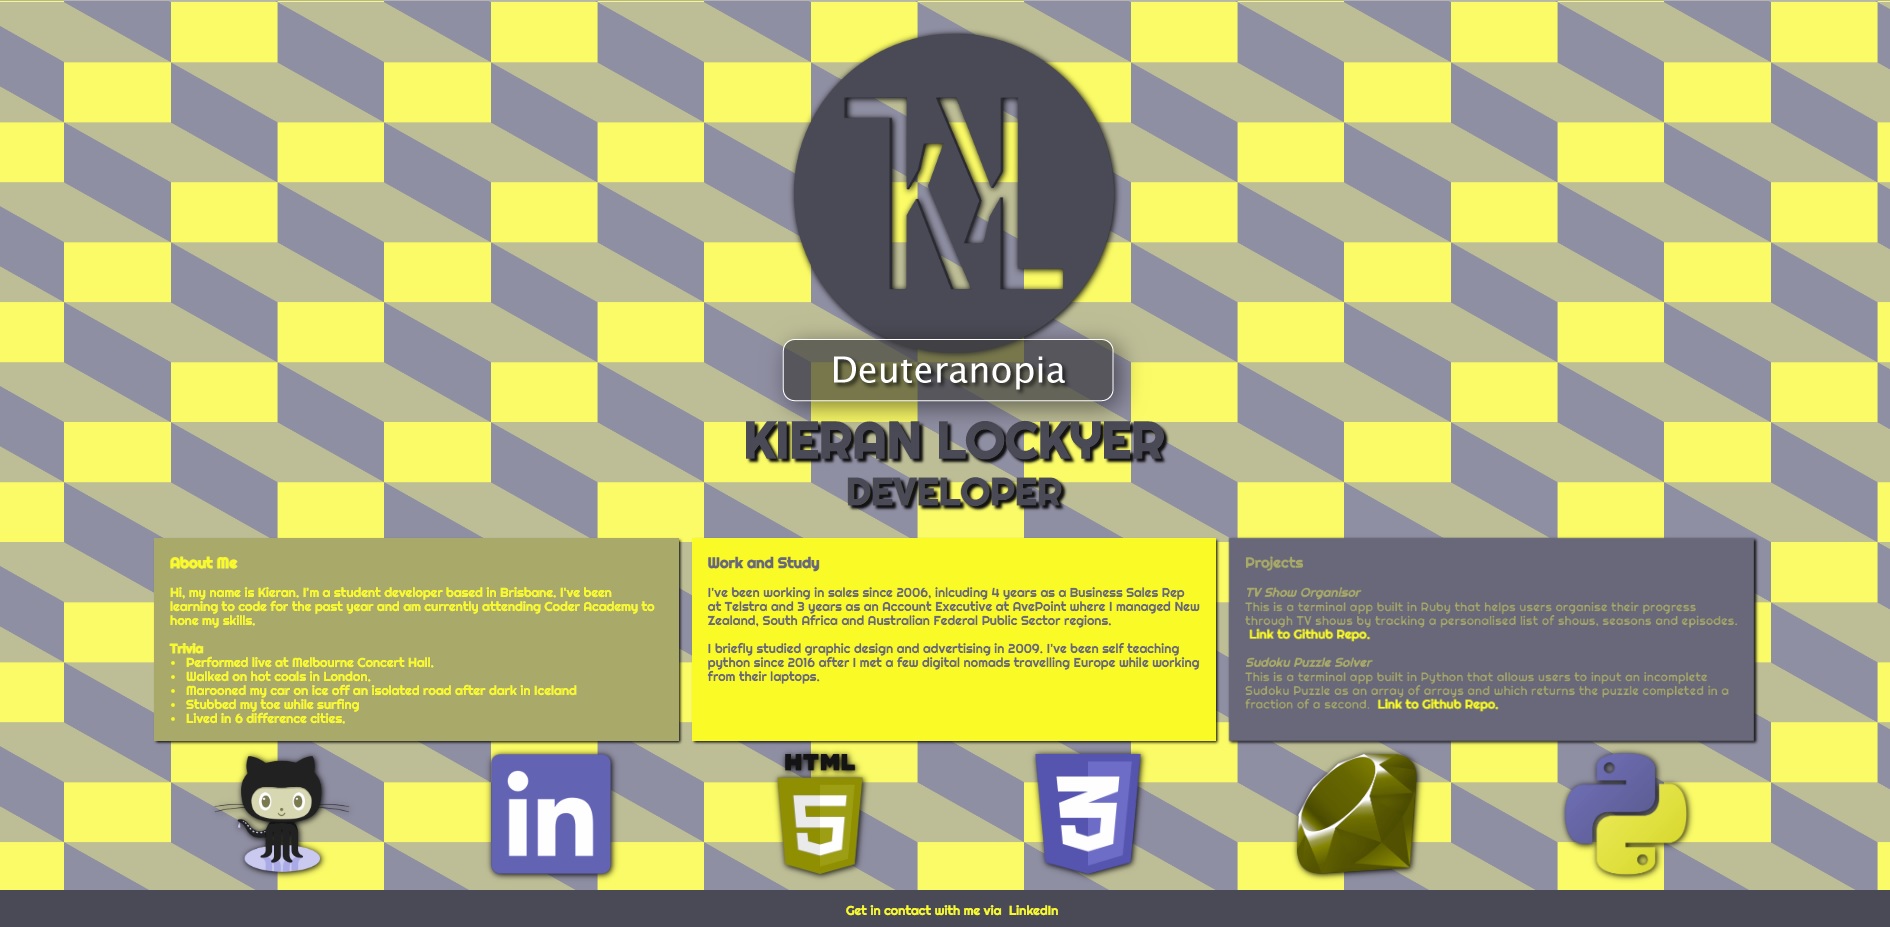 KL
Deuteranopia
KIERAN LOCKYER
DEVELOPER
About Me
Hi, my name is Kieran. I'm a student developer based in Brisbane. I've been
learning to code for the past year and am currently attending Coder Academy to
hone my skills.
Trivia
• Performed live at Melbourne Concert Hall.
• Walked on hot coals in London.
• Marooned my car on ice off an isolated road after dark in Iceland
• Stubbed my toe while surfing
• Lived in 6 difference cities.
Work and Study
I've been working in sales since 2006, inlcuding 4 years as a Business Sales Rep
at Telstra and 3 years as an Account Executive at AvePoint where I managed New
Zealand, South Africa and Australian Federal Public Sector regions.
I briefly studied graphic design and advertising in 2009. I've been self teaching
python since 2016 after I met a few digital nomads travelling Europe while working
from their laptops.
Projects
TV Show Organisor
This is a terminal app built in Ruby that helps users organise their progress
through TV shows by tracking a personalised list of shows, seasons and episodes.
Link to Github Repo.
Sudoku Puzzle Solver
This is a terminal app built in Python that allows users to input an incomplete
Sudoku Puzzle as an array of arrays and which returns the puzzle completed in a
fraction of a second. Link to Github Repo.
in
HTML
5
3
Get in contact with me via LinkedIn